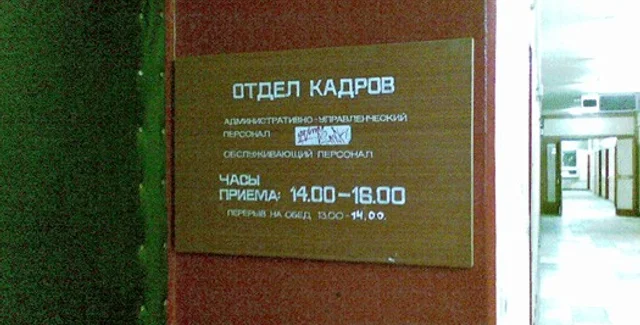 ОТДЕЛ КАДРОВ
АДМИНИСТРАТИВНО-УПРАВЛЕНЧЕСКИЙ
ПЕРСОНАЛ
ОБСЛУЖИВАЮЩИЙ ПЕРСОНАЛ
ЧАСЫ
ПРИЕМА: 14.00-16.00
ПЕРЕРЫВ НА ОБЕД 13.00-14.00.